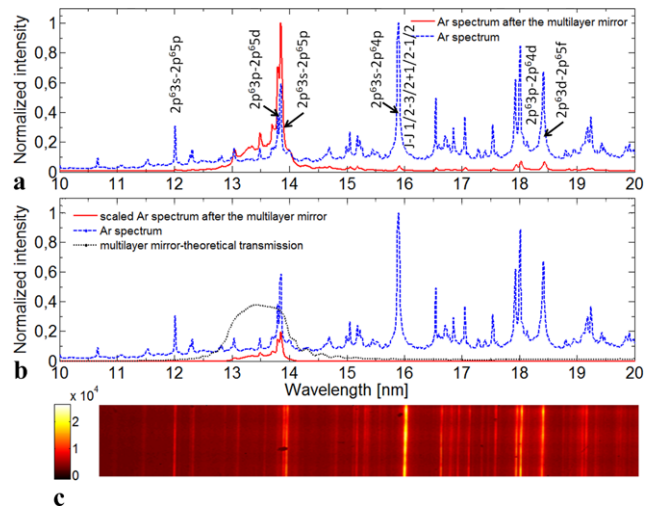 Normalized intensity
1
0,8
0,6
0,4
0,2
0
2p⁶3s-2p⁶5p
2p⁶3p-2p⁶5d
2p⁶3s-2p⁶5p
2p⁶3s-2p⁶4p
J-J 1/2-3/2+1/2-1/2
2p⁶3p-2p⁶4d
2p⁶3d-2p⁶5f
Ar spectrum after the multilayer mirror
Ar spectrum
10 11 12 13 14 15 16 17 18 19 20
a
Normalized intensity
1
0,8
0,6
0,4
0,2
0
scaled Ar spectrum after the multilayer mirror
Ar spectrum
multilayer mirror-theoretical transmission
10 11 12 13 14 15 16 17 18 19 20
Wavelength [nm]
b
x 10⁴
2
1
0
c